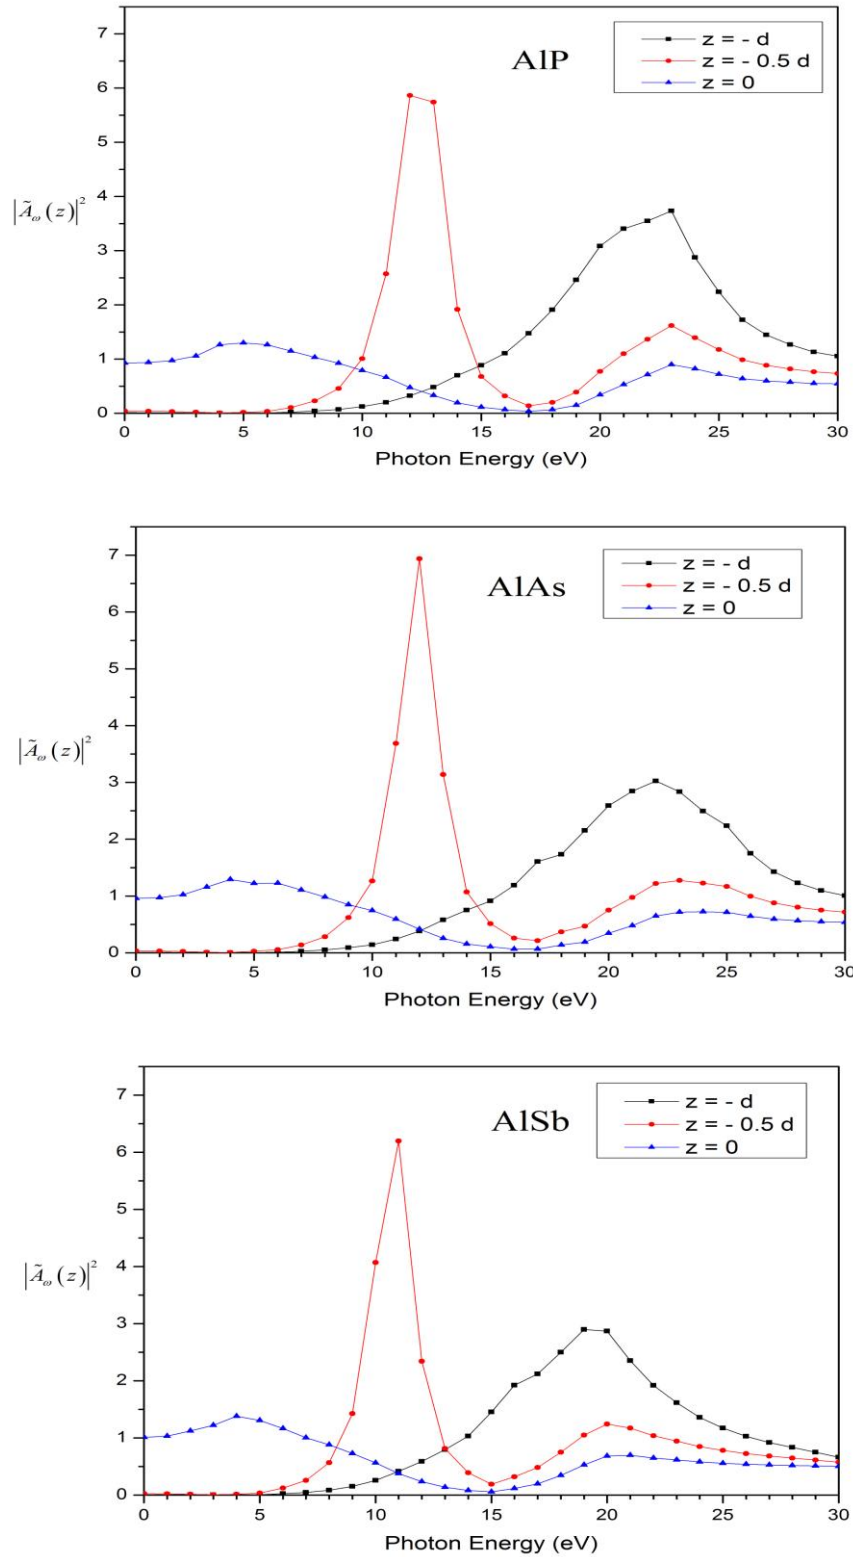 7
6
5
4
3
2
1
0
AlP
z = - d
z = - 0.5 d
z = 0
|Ã_ω(z)|²
0 5 10 15 20 25 30
Photon Energy (eV)
7
6
5
4
3
2
1
0
AlAs
z = - d
z = - 0.5 d
z = 0
|Ã_ω(z)|²
0 5 10 15 20 25 30
Photon Energy (eV)
7
6
5
4
3
2
1
0
AlSb
z = - d
z = - 0.5 d
z = 0
|Ã_ω(z)|²
0 5 10 15 20 25 30
Photon Energy (eV)